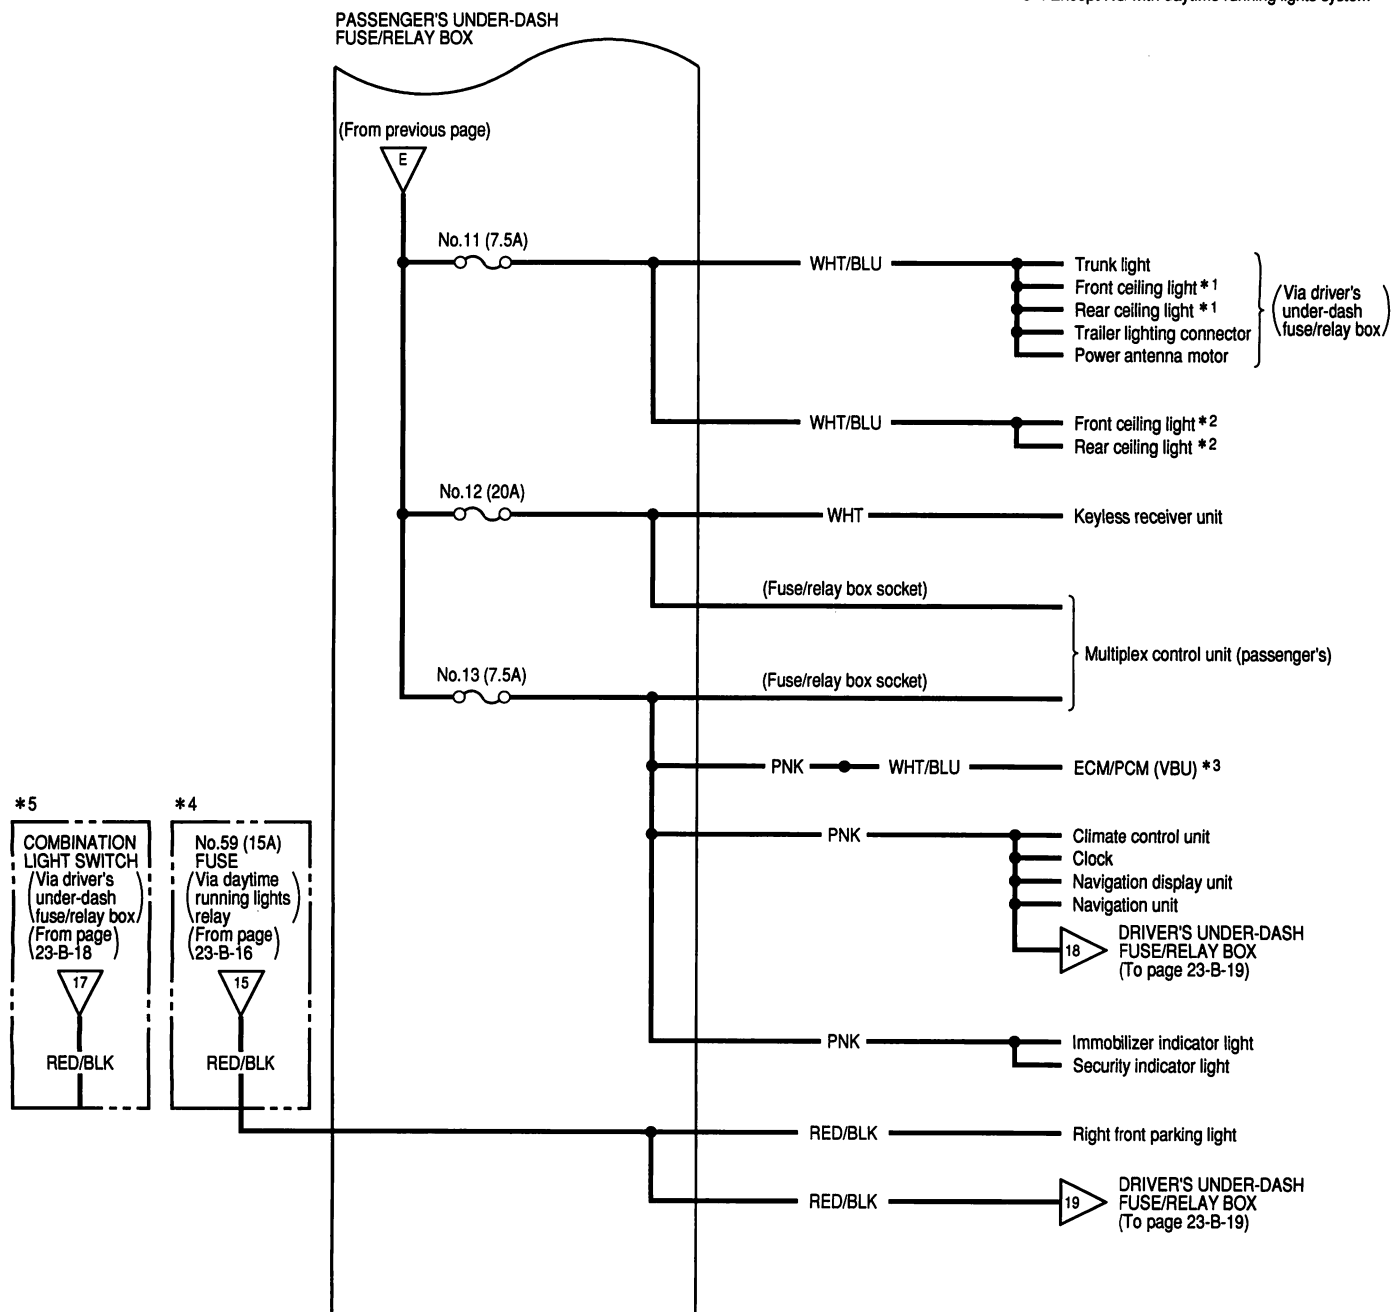 PASSENGER'S UNDER-DASH
FUSE/RELAY BOX
(From previous page)
E
No.11 (7.5A)
WHT/BLU
Trunk light
Front ceiling light *1
Rear ceiling light *1
Trailer lighting connector
Power antenna motor
(Via driver's
under-dash
fuse/relay box)
WHT/BLU
Front ceiling light *2
Rear ceiling light *2
No.12 (20A)
WHT
Keyless receiver unit
(Fuse/relay box socket)
Multiplex control unit (passenger's)
No.13 (7.5A)
(Fuse/relay box socket)
PNK
WHT/BLU
ECM/PCM (VBU) *3
PNK
Climate control unit
Clock
Navigation display unit
Navigation unit
18
DRIVER'S UNDER-DASH
FUSE/RELAY BOX
(To page 23-B-19)
*5
COMBINATION
LIGHT SWITCH
(Via driver's
under-dash
fuse/relay box)
(From page
23-B-18)
17
RED/BLK
*4
No.59 (15A)
FUSE
(Via daytime
running lights
relay)
(From page
23-B-16)
15
RED/BLK
PNK
Immobilizer indicator light
Security indicator light
RED/BLK
Right front parking light
RED/BLK
19
DRIVER'S UNDER-DASH
FUSE/RELAY BOX
(To page 23-B-19)